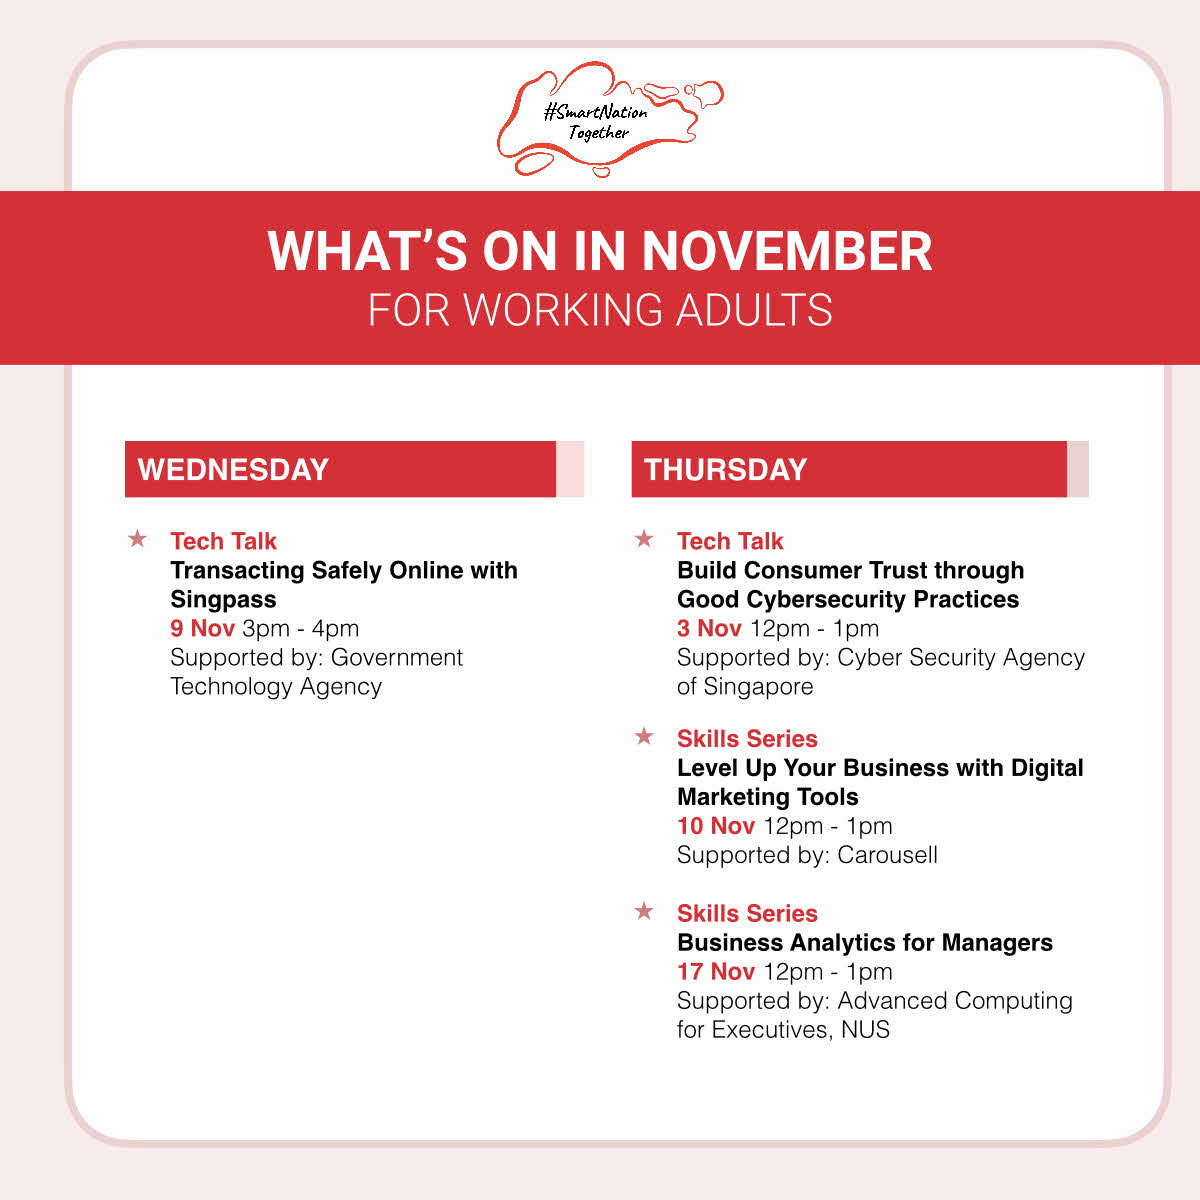 #SmartNation
Together
WHAT’S ON IN NOVEMBER
FOR WORKING ADULTS
WEDNESDAY
★ Tech Talk
Transacting Safely Online with
Singpass
9 Nov 3pm - 4pm
Supported by: Government
Technology Agency
THURSDAY
★ Tech Talk
Build Consumer Trust through
Good Cybersecurity Practices
3 Nov 12pm - 1pm
Supported by: Cyber Security Agency
of Singapore
★ Skills Series
Level Up Your Business with Digital
Marketing Tools
10 Nov 12pm - 1pm
Supported by: Carousell
★ Skills Series
Business Analytics for Managers
17 Nov 12pm - 1pm
Supported by: Advanced Computing
for Executives, NUS